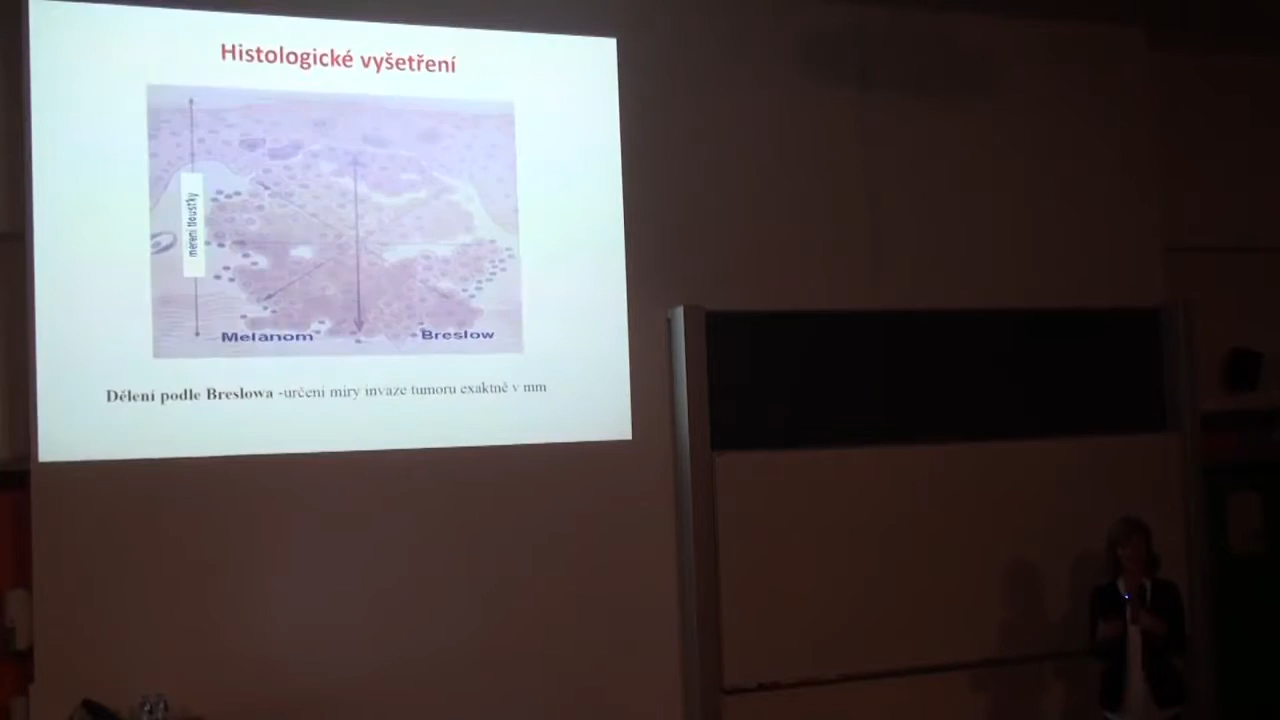 Histologické vyšetření
měření tloušťky
Melanom
Breslow
Dělení podle Breslowa -určení míry invaze tumoru exaktně v mm